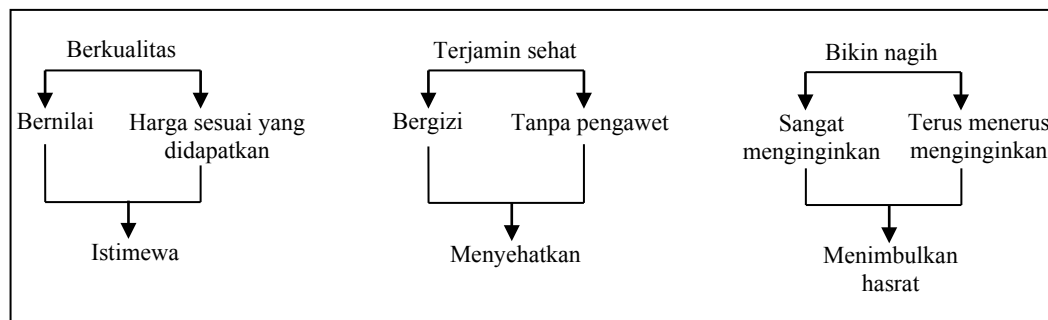 Berkualitas
Bernilai
Harga sesuai yang
didapatkan
Istimewa
Terjamin sehat
Bergizi
Tanpa pengawet
Menyehatkan
Bikin nagih
Sangat
menginginkan
Terus menerus
menginginkan
Menimbulkan
hasrat